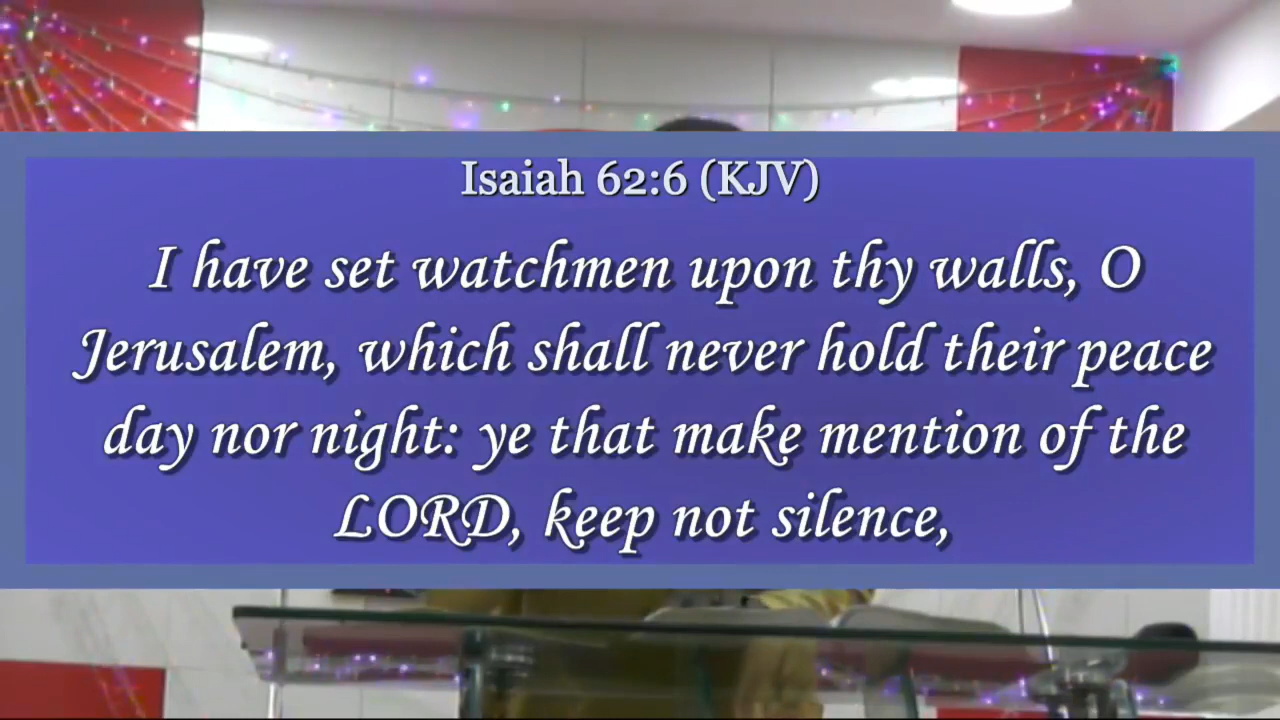 Isaiah 62:6 (KJV)
I have set watchmen upon thy walls, O
Jerusalem, which shall never hold their peace
day nor night: ye that make mention of the
LORD, keep not silence,